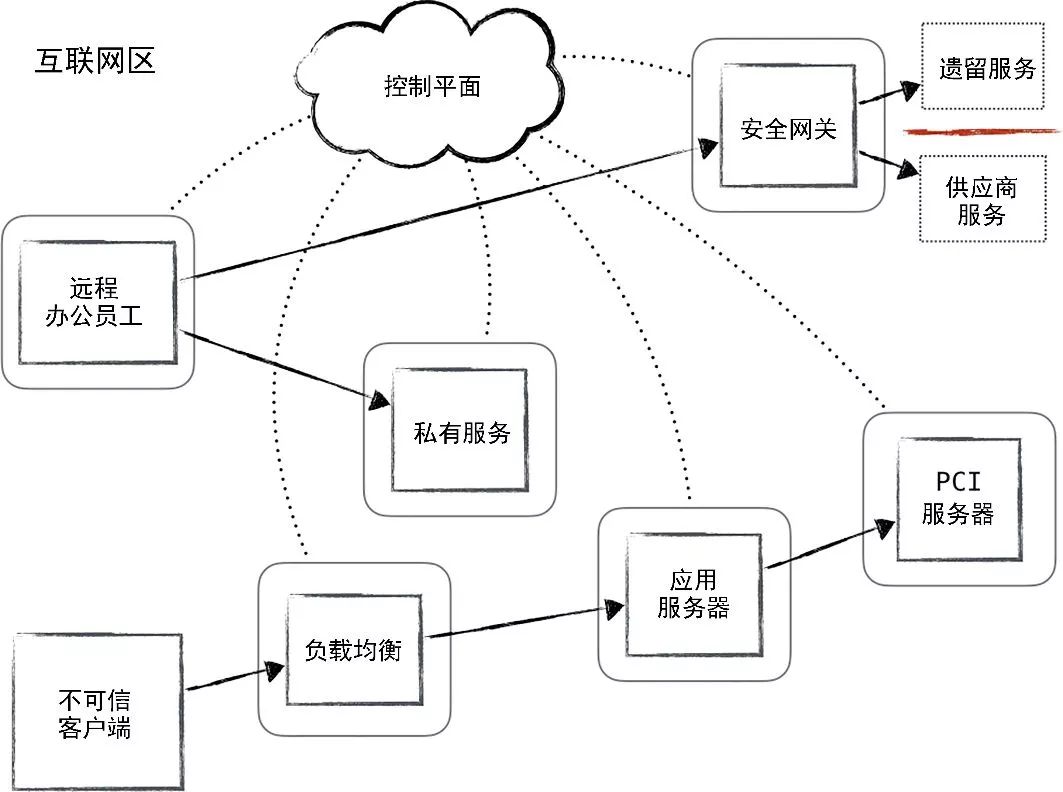 互联网区
控制平面
安全网关
遗留服务
供应商
服务
远程
办公员工
私有服务
PCI
服务器
应用
服务器
负载均衡
不可信
客户端